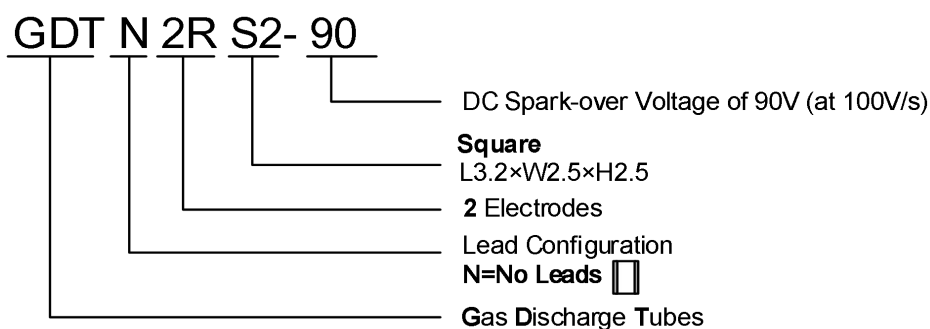 GDT N 2R S2- 90
DC Spark-over Voltage of 90V (at 100V/s)
Square
L3.2×W2.5×H2.5
2 Electrodes
Lead Configuration
N=No Leads
Gas Discharge Tubes